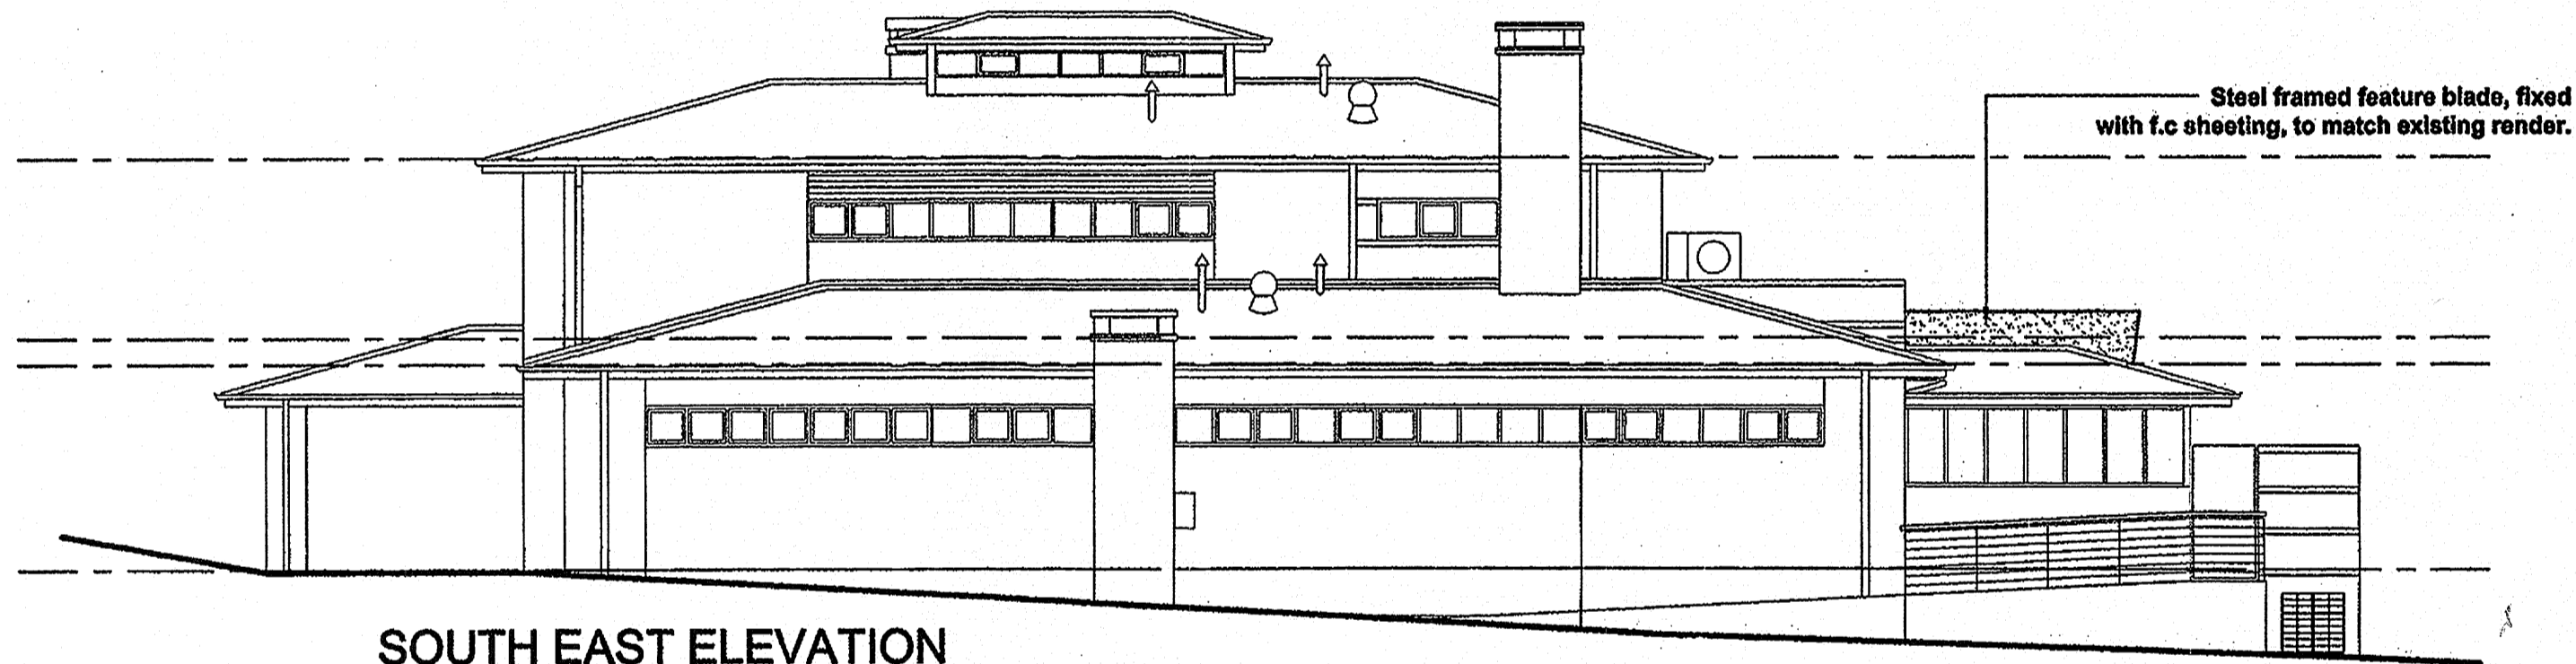 Steel framed feature blade, fixed
with f.c sheeting, to match existing render.
SOUTH EAST ELEVATION